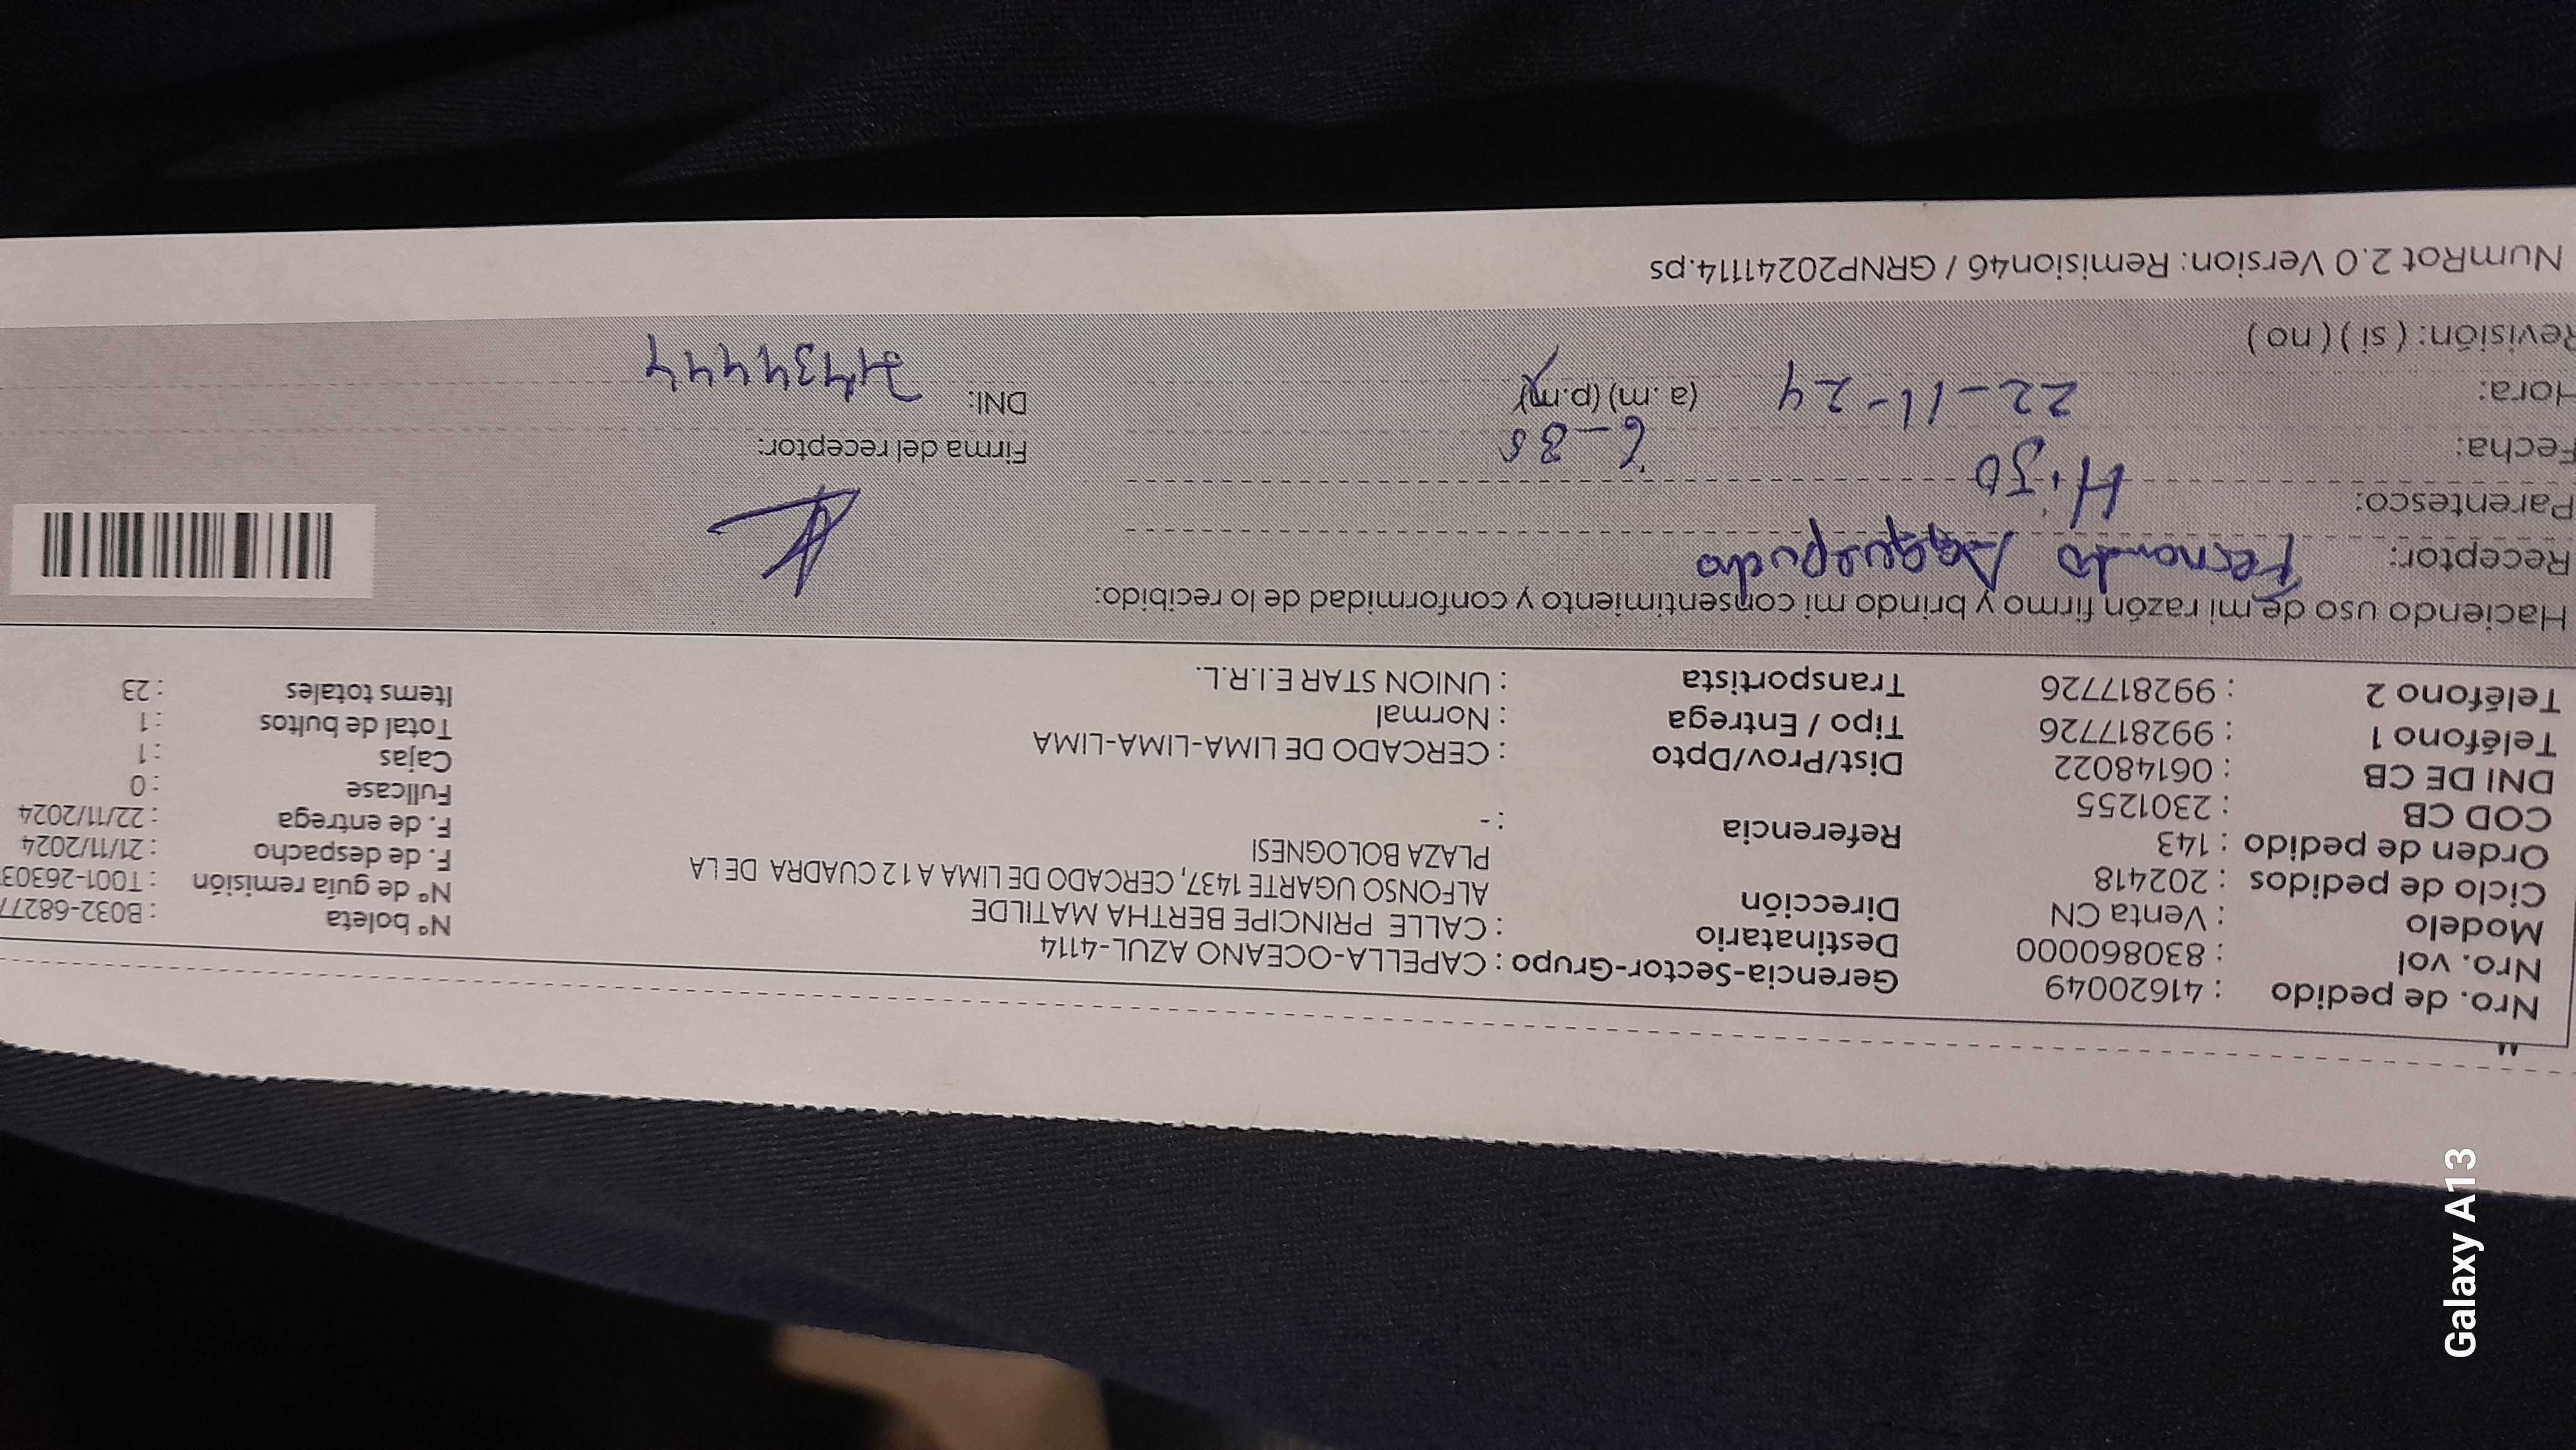 Nro. de pedido : 41620049 Gerencia-Sector-Grupo : CAPELLA-OCEANO AZUL-4114 N° boleta : B032-68277
Nro. vol : 830860000 Destinatario : CALLE PRINCIPE BERTHA MATILDE N° de guía remisión : T001-26303
Modelo : Venta CN Dirección ALFONSO UGARTE 1437, CERCADO DE LIMA A 12 CUADRA DE LA F. de despacho : 21/11/2024
Ciclo de pedidos : 202418 PLAZA BOLOGNESI F. de entrega : 22/11/2024
Orden de pedido : 143 Referencia : - Fullcase : 0
COD CB : 2301255 Cajas : 1
DNI DE CB : 06148022 Dist/Prov/Dpto : CERCADO DE LIMA-LIMA-LIMA Total de bultos : 1
Teléfono 1 : 992817726 Tipo / Entrega : Normal Items totales : 23
Teléfono 2 : 992817726 Transportista : UNION STAR E.I.R.L.
Haciendo uso de mi razón firmo y brindo mi consentimiento y conformidad de lo recibido:
Receptor: Fernando
Parentesco: Hijo
Fecha: 22-11-24 6-30 Firma del receptor:
Hora: (a.m) (p.m) DNI:
Revisión: ( si ) ( no )
NumRot 2.0 Version: Remision46 / GRNP20241114.ps
Galaxy A13